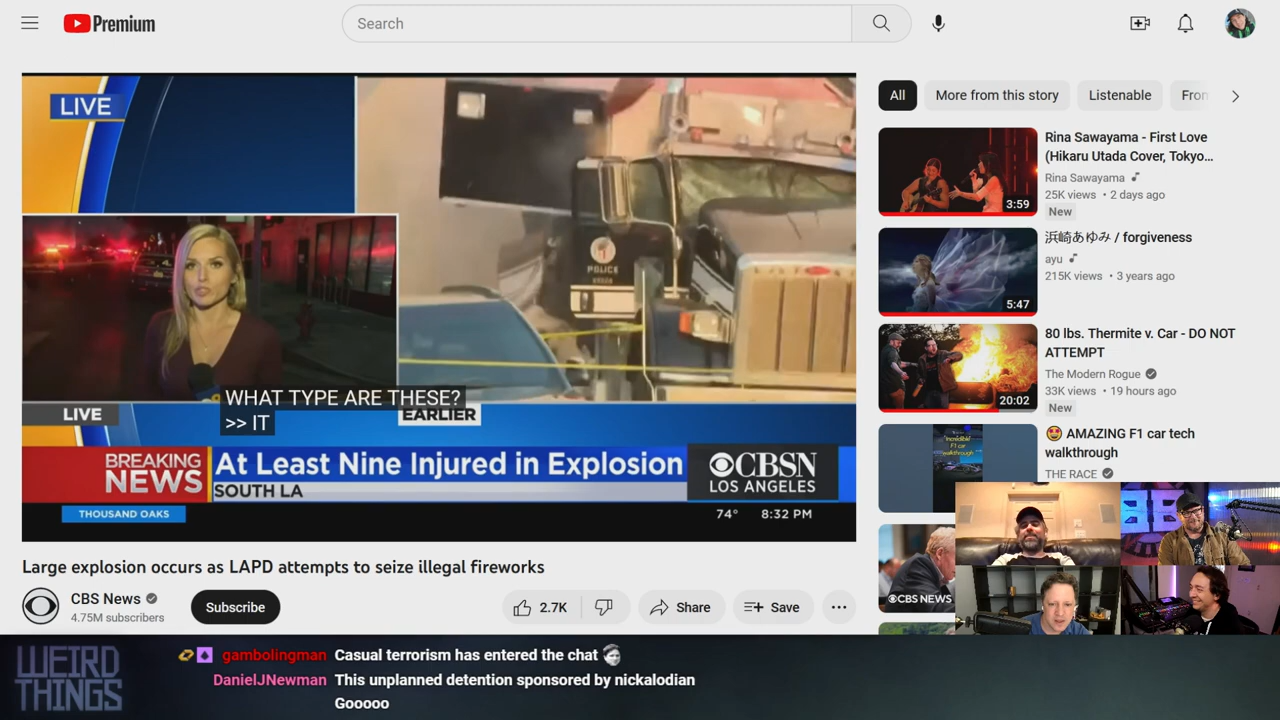 Premium
Search
LIVE
POLICE
WHAT TYPE ARE THESE?
>> IT
LIVE
EARLIER
BREAKING
NEWS
At Least Nine Injured in Explosion
SOUTH LA
CBSN
LOS ANGELES
THOUSAND OAKS
74° 8:32 PM
Large explosion occurs as LAPD attempts to seize illegal fireworks
CBS News
4.75M subscribers
Subscribe
2.7K
Share
Save
All
More from this story
Listenable
From
3:59
Rina Sawayama - First Love
(Hikaru Utada Cover, Tokyo...
Rina Sawayama
25K views • 2 days ago
New
5:47
浜崎あゆみ / forgiveness
ayu
215K views • 3 years ago
20:02
80 lbs. Thermite v. Car - DO NOT
ATTEMPT
The Modern Rogue
33K views • 19 hours ago
New
AMAZING F1 car tech
walkthrough
THE RACE
CBS NEWS
WEIRD
THINGS
gambolingman Casual terrorism has entered the chat
DanielJNewman This unplanned detention sponsored by nickalodian
Gooooo